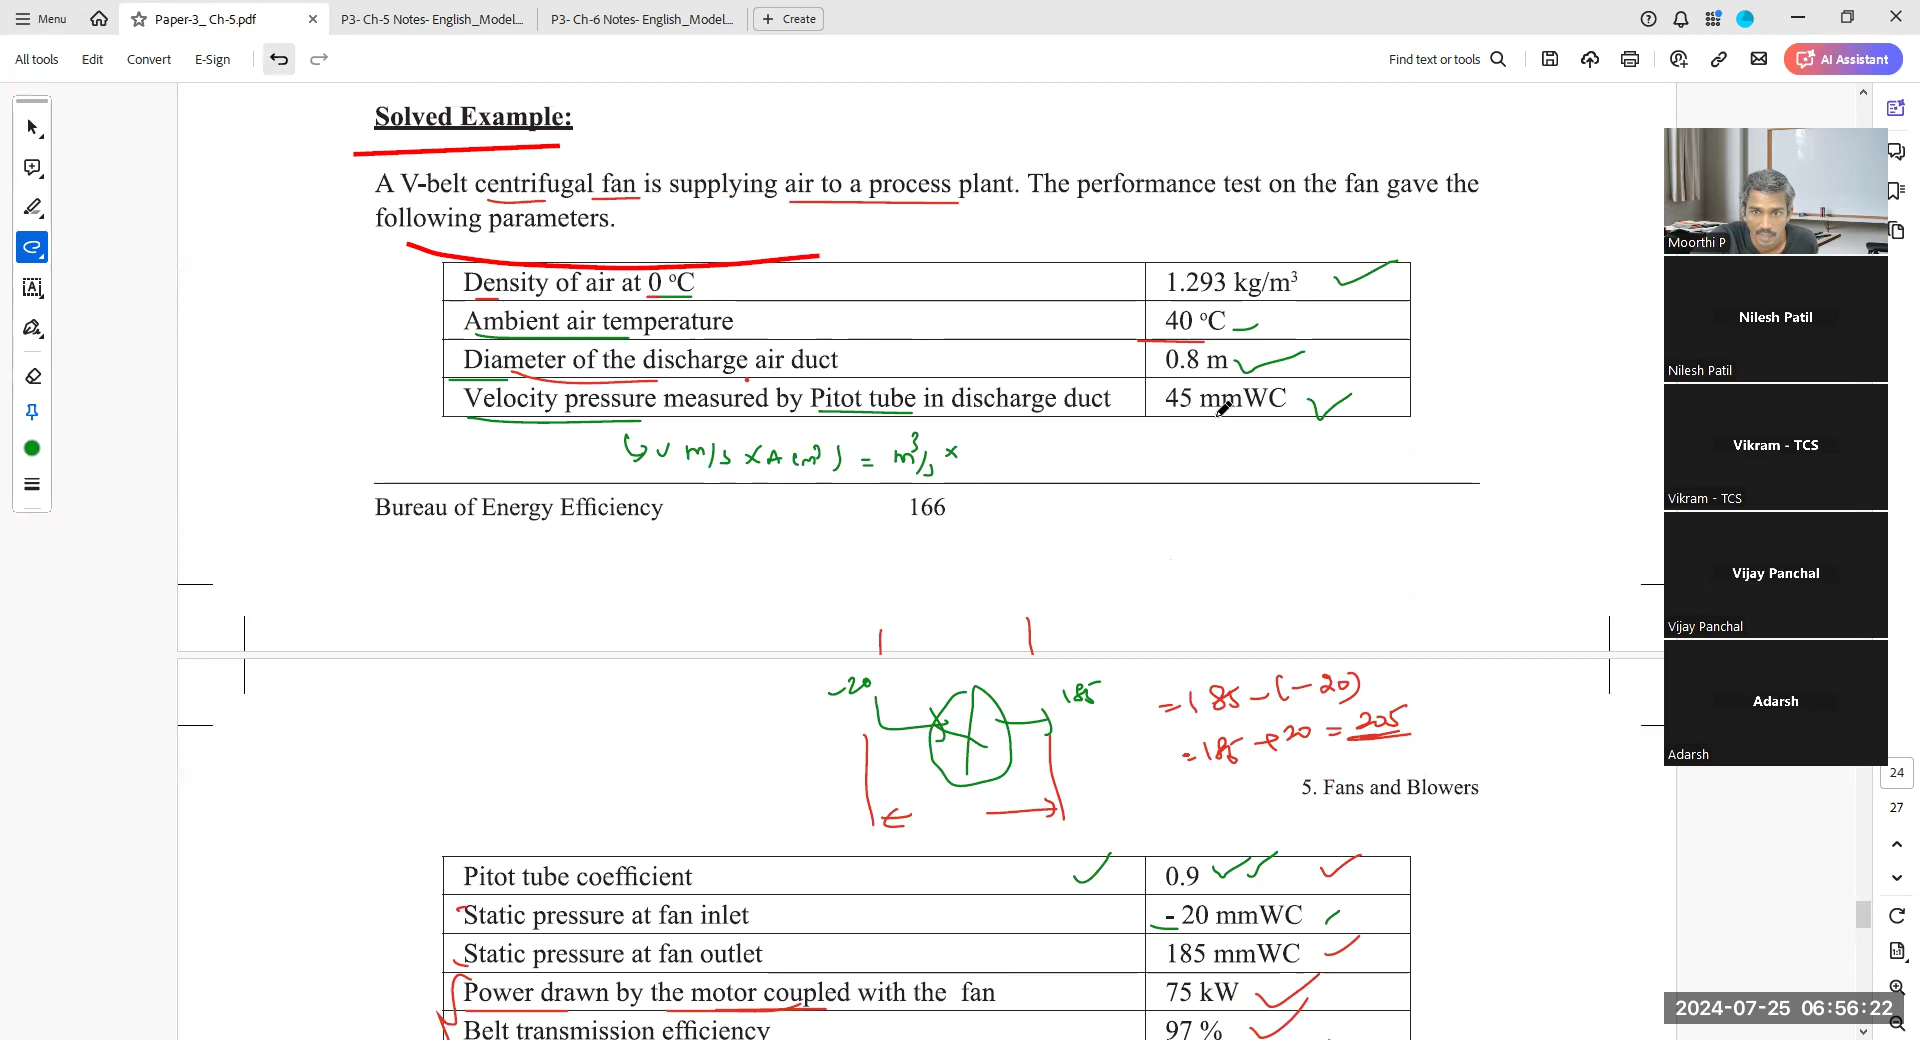 Menu
Paper-3_ Ch-5.pdf
P3- Ch-5 Notes- English_Model...
P3- Ch-6 Notes- English_Model...
+ Create
All tools
Edit
Convert
E-Sign
Find text or tools
AI Assistant
Solved Example:
A V-belt centrifugal fan is supplying air to a process plant. The performance test on the fan gave the
following parameters.
Density of air at 0 °C 1.293 kg/m³
Ambient air temperature 40 °C
Diameter of the discharge air duct 0.8 m
Velocity pressure measured by Pitot tube in discharge duct 45 mmWC
v m/s x (A m²) = m³/s x
Bureau of Energy Efficiency 166
-20
185
= 185 - (-20)
= 185 + 20 = 205
5. Fans and Blowers
Pitot tube coefficient 0.9
Static pressure at fan inlet - 20 mmWC
Static pressure at fan outlet 185 mmWC
Power drawn by the motor coupled with the fan 75 kW
Belt transmission efficiency 97 %
Moorthi P
Nilesh Patil
Nilesh Patil
Vikram - TCS
Vikram - TCS
Vijay Panchal
Vijay Panchal
Adarsh
Adarsh
24
27
1:1
2024-07-25 06:56:22